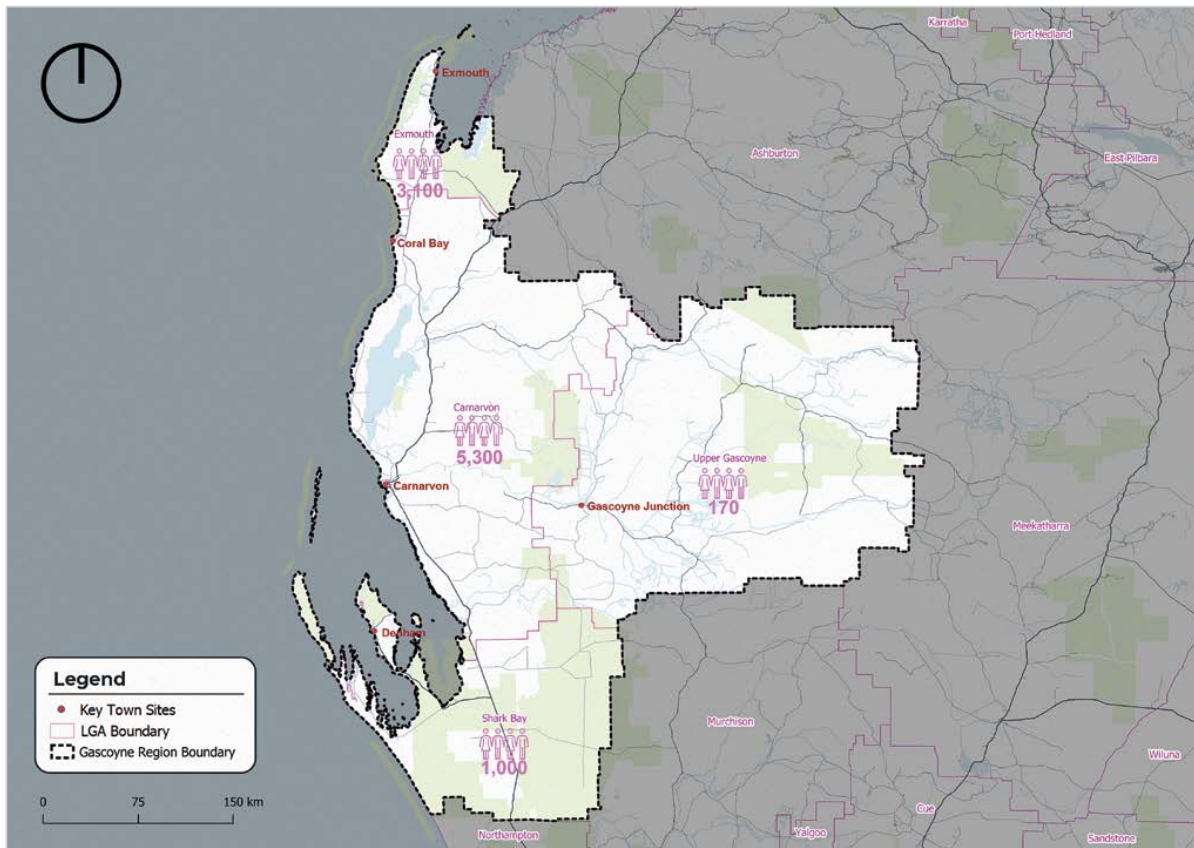 Karratha
Port Hedland
Exmouth
Exmouth
3,100
Ashburton
East Pilbara
Coral Bay
Carnarvon
5,300
Upper Gascoyne
170
Carnarvon
Gascoyne Junction
Meekatharra
Denham
Legend
Key Town Sites
LGA Boundary
Gascoyne Region Boundary
Shark Bay
1,000
Murchison
Wiluna
0 75 150 km
Cue
Northampton
Yalgoo
Sandstone